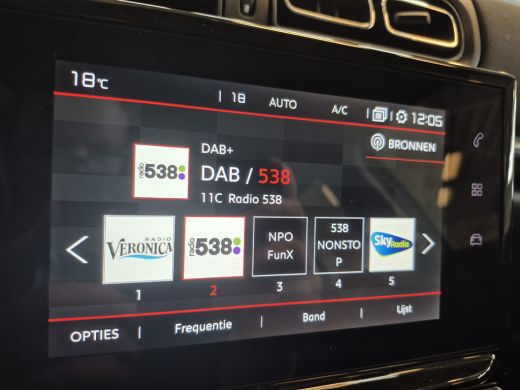 18°C
18 AUTO A/C 12:05
BRONNEN
DAB+
radio 538
DAB / 538
11C Radio 538
RADIO
VERONICA
radio 538
NPO
FunX
538
NONSTO
P
Sky Radio
1 2 3 4 5
OPTIES Frequentie Band Lijst